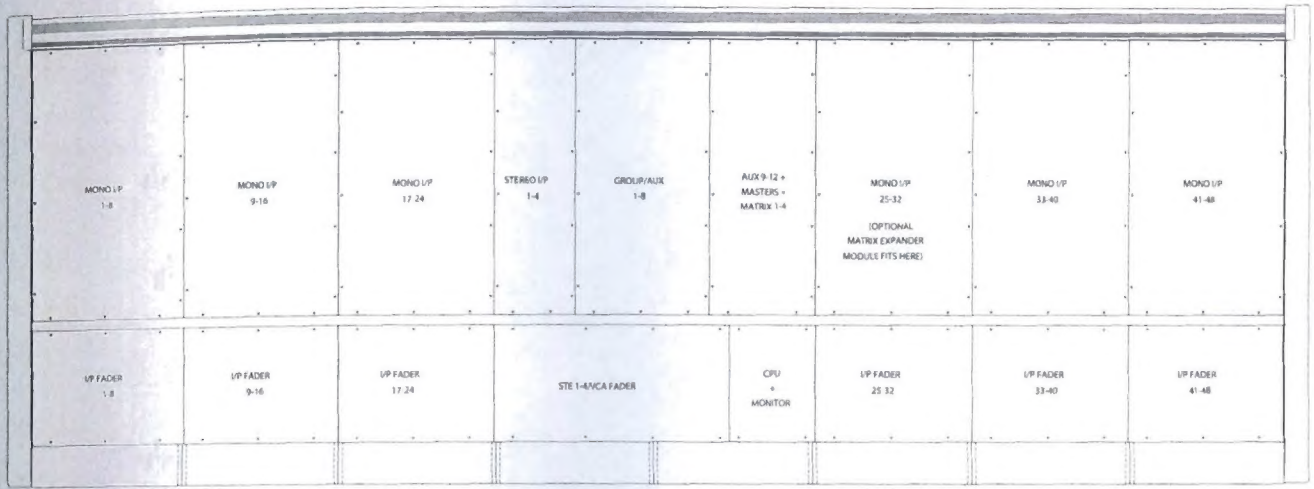 MONO I/P
1-8
MONO I/P
9-16
MONO I/P
17-24
STEREO I/P
1-4
GROUP/AUX
1-8
AUX 9-12 +
MASTERS +
MATRIX 1-4
MONO I/P
25-32
(OPTIONAL
MATRIX EXPANDER
MODULE FITS HERE)
MONO I/P
33-40
MONO I/P
41-48
I/P FADER
1-8
I/P FADER
9-16
I/P FADER
17-24
STE 1-4/VCA FADER
CPU
+
MONITOR
I/P FADER
25-32
I/P FADER
33-40
I/P FADER
41-48